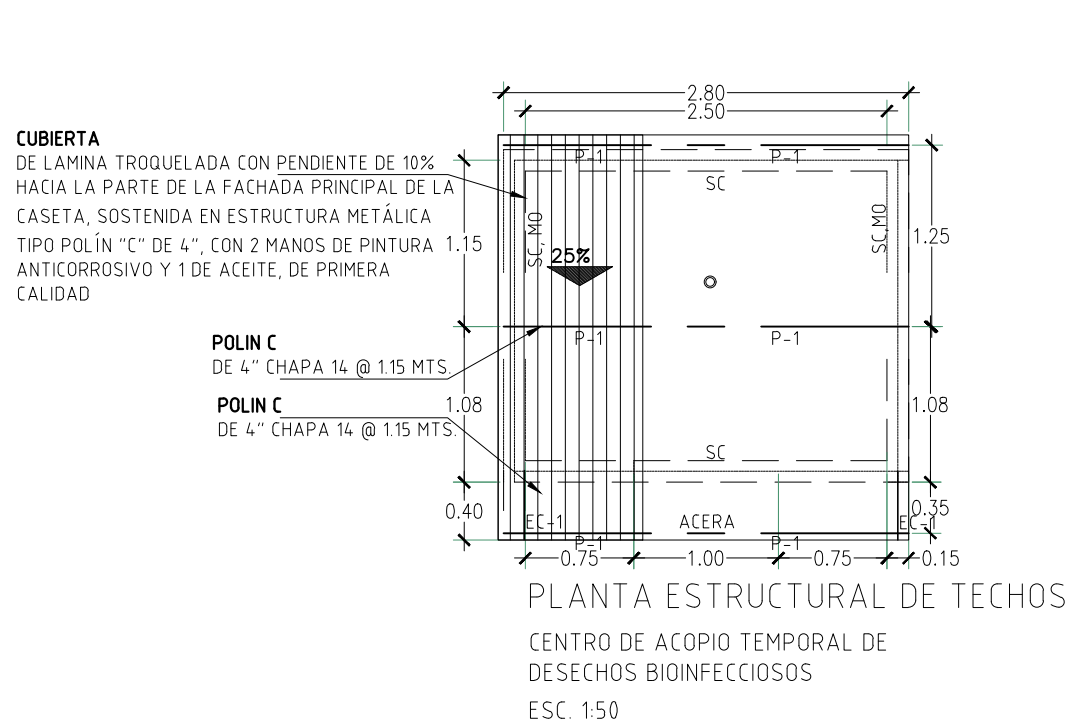 2.80
2.50
CUBIERTA
DE LAMINA TROQUELADA CON PENDIENTE DE 10%
HACIA LA PARTE DE LA FACHADA PRINCIPAL DE LA
CASETA, SOSTENIDA EN ESTRUCTURA METÁLICA
TIPO POLÍN "C" DE 4", CON 2 MANOS DE PINTURA
ANTICORROSIVO Y 1 DE ACEITE, DE PRIMERA
CALIDAD
P-1
P-1
SC
SC, MO
SC,MO
1.15
1.25
25%
POLIN C
DE 4" CHAPA 14 @ 1.15 MTS.
P-1
P-1
POLIN C
DE 4" CHAPA 14 @ 1.15 MTS.
1.08
1.08
SC
0.40
0.35
EC-1
ACERA
EC-1
P-1
P-1
0.75
1.00
0.75
0.15
PLANTA ESTRUCTURAL DE TECHOS
CENTRO DE ACOPIO TEMPORAL DE
DESECHOS BIOINFECCIOSOS
ESC. 1:50